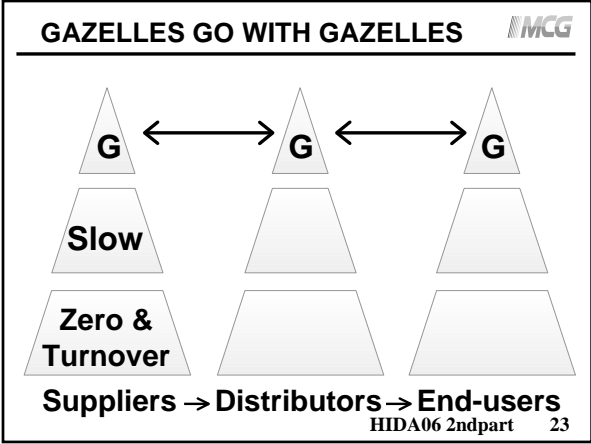 GAZELLES GO WITH GAZELLES
MCG
G G G
Slow
Zero &
Turnover
Suppliers → Distributors → End-users
HIDA06 2ndpart 23